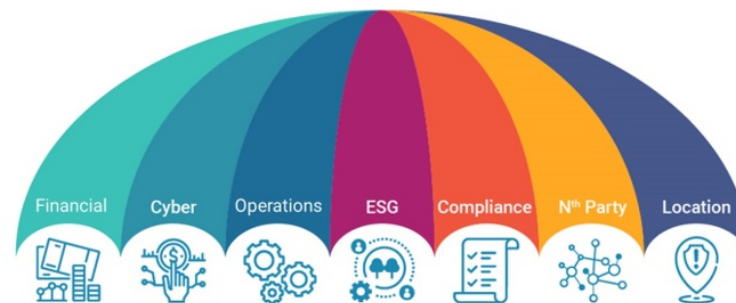 Financial
Cyber
Operations
ESG
Compliance
Nᵗʰ Party
Location